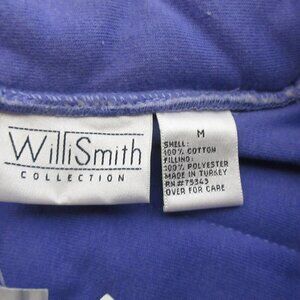 WilliSmith
COLLECTION
M
SHELL:
100% COTTON
FILLING:
100% POLYESTER
MADE IN TURKEY
RN#75343
OVER FOR CARE